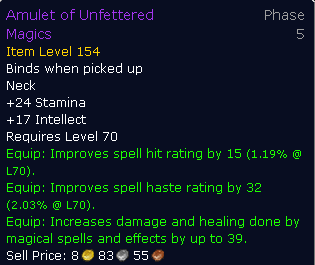 Amulet of Unfettered Phase
Magics 5
Item Level 154
Binds when picked up
Neck
+24 Stamina
+17 Intellect
Requires Level 70
Equip: Improves spell hit rating by 15 (1.19% @
L70).
Equip: Improves spell haste rating by 32
(2.03% @ L70).
Equip: Increases damage and healing done by
magical spells and effects by up to 39.
Sell Price: 8 83 55